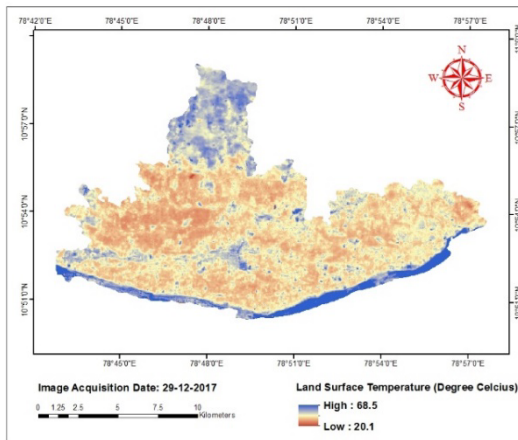 78°42'0"E 78°45'0"E 78°48'0"E 78°51'0"E 78°54'0"E 78°57'0"E
N
W E
S
10°57'0"N
10°54'0"N
10°51'0"N
78°45'0"E 78°48'0"E 78°51'0"E 78°54'0"E 78°57'0"E
Image Acquisition Date: 29-12-2017
0 1.25 2.5 5 7.5 10
Kilometers
Land Surface Temperature (Degree Celcius)
High : 68.5
Low : 20.1